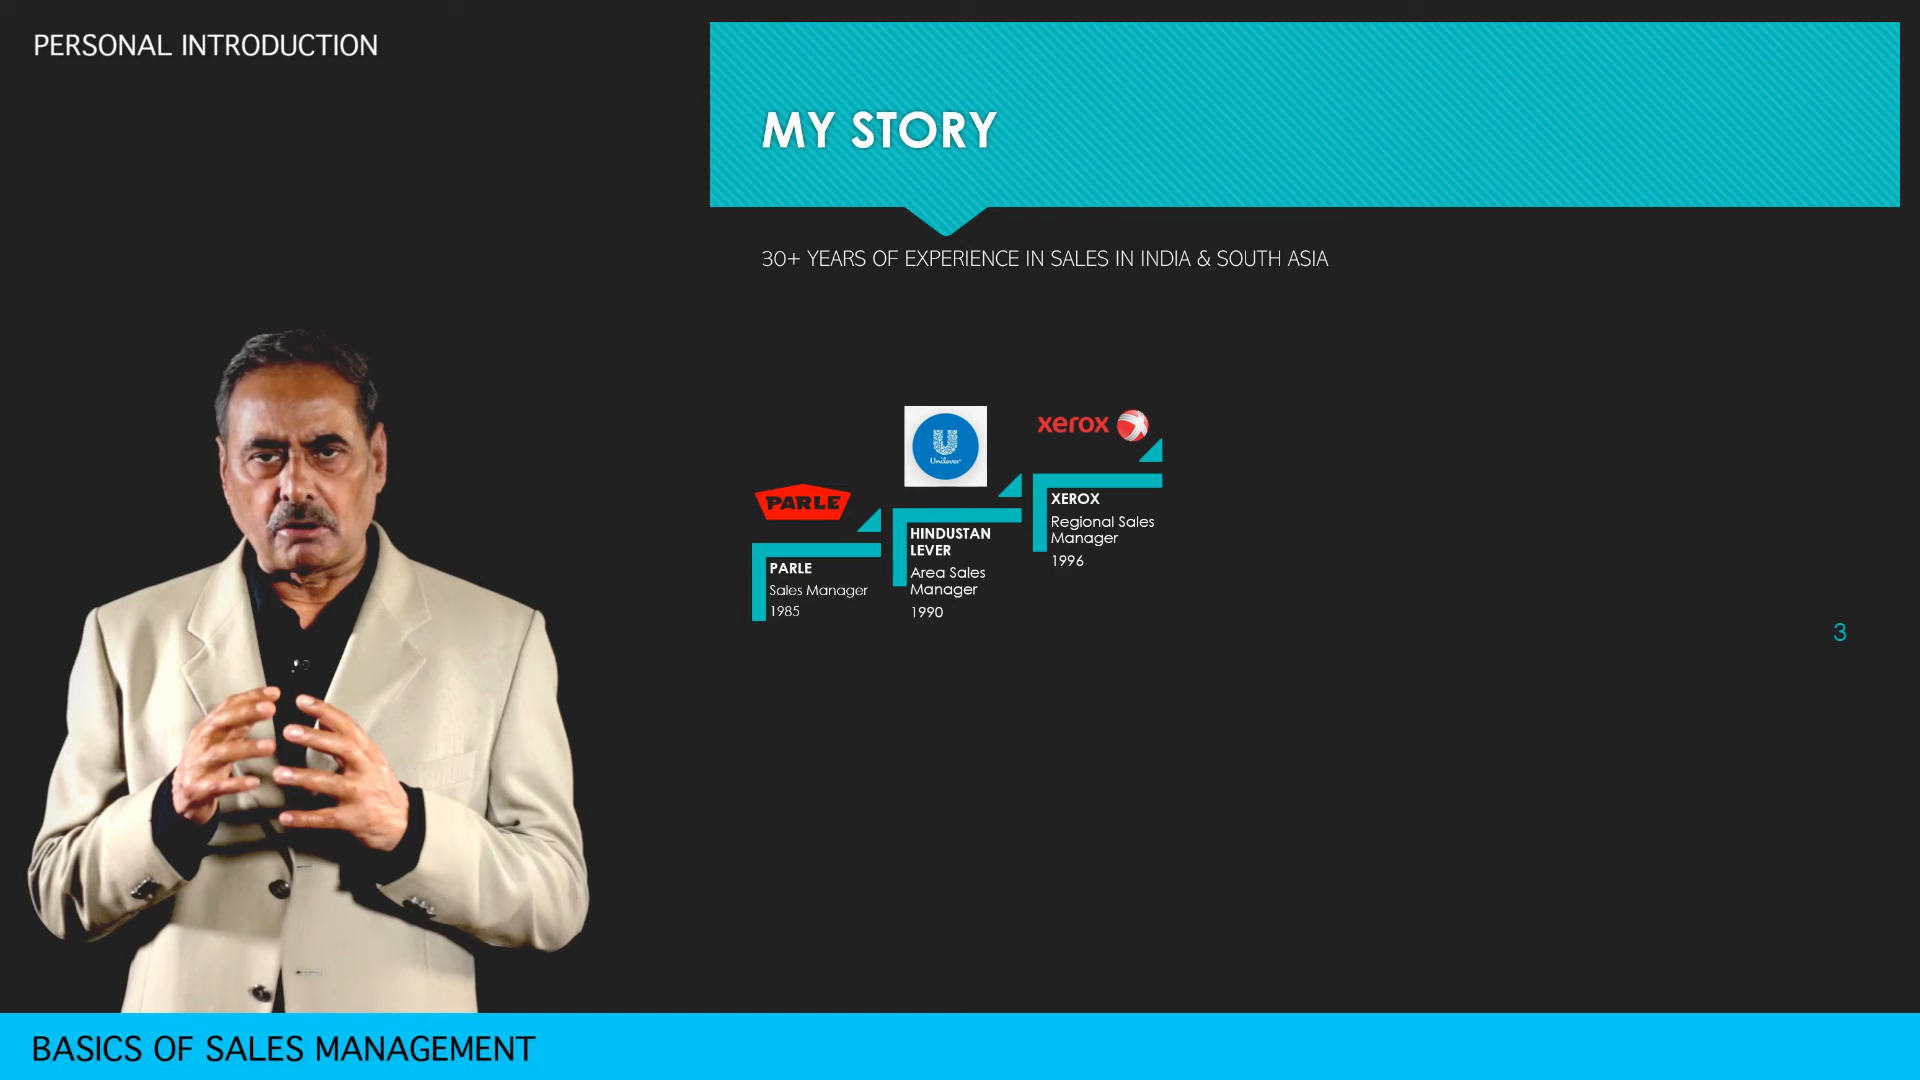 PERSONAL INTRODUCTION
MY STORY
30+ YEARS OF EXPERIENCE IN SALES IN INDIA & SOUTH ASIA
PARLE
PARLE
Sales Manager
1985
Unilever
HINDUSTAN
LEVER
Area Sales
Manager
1990
xerox
XEROX
Regional Sales
Manager
1996
3
BASICS OF SALES MANAGEMENT